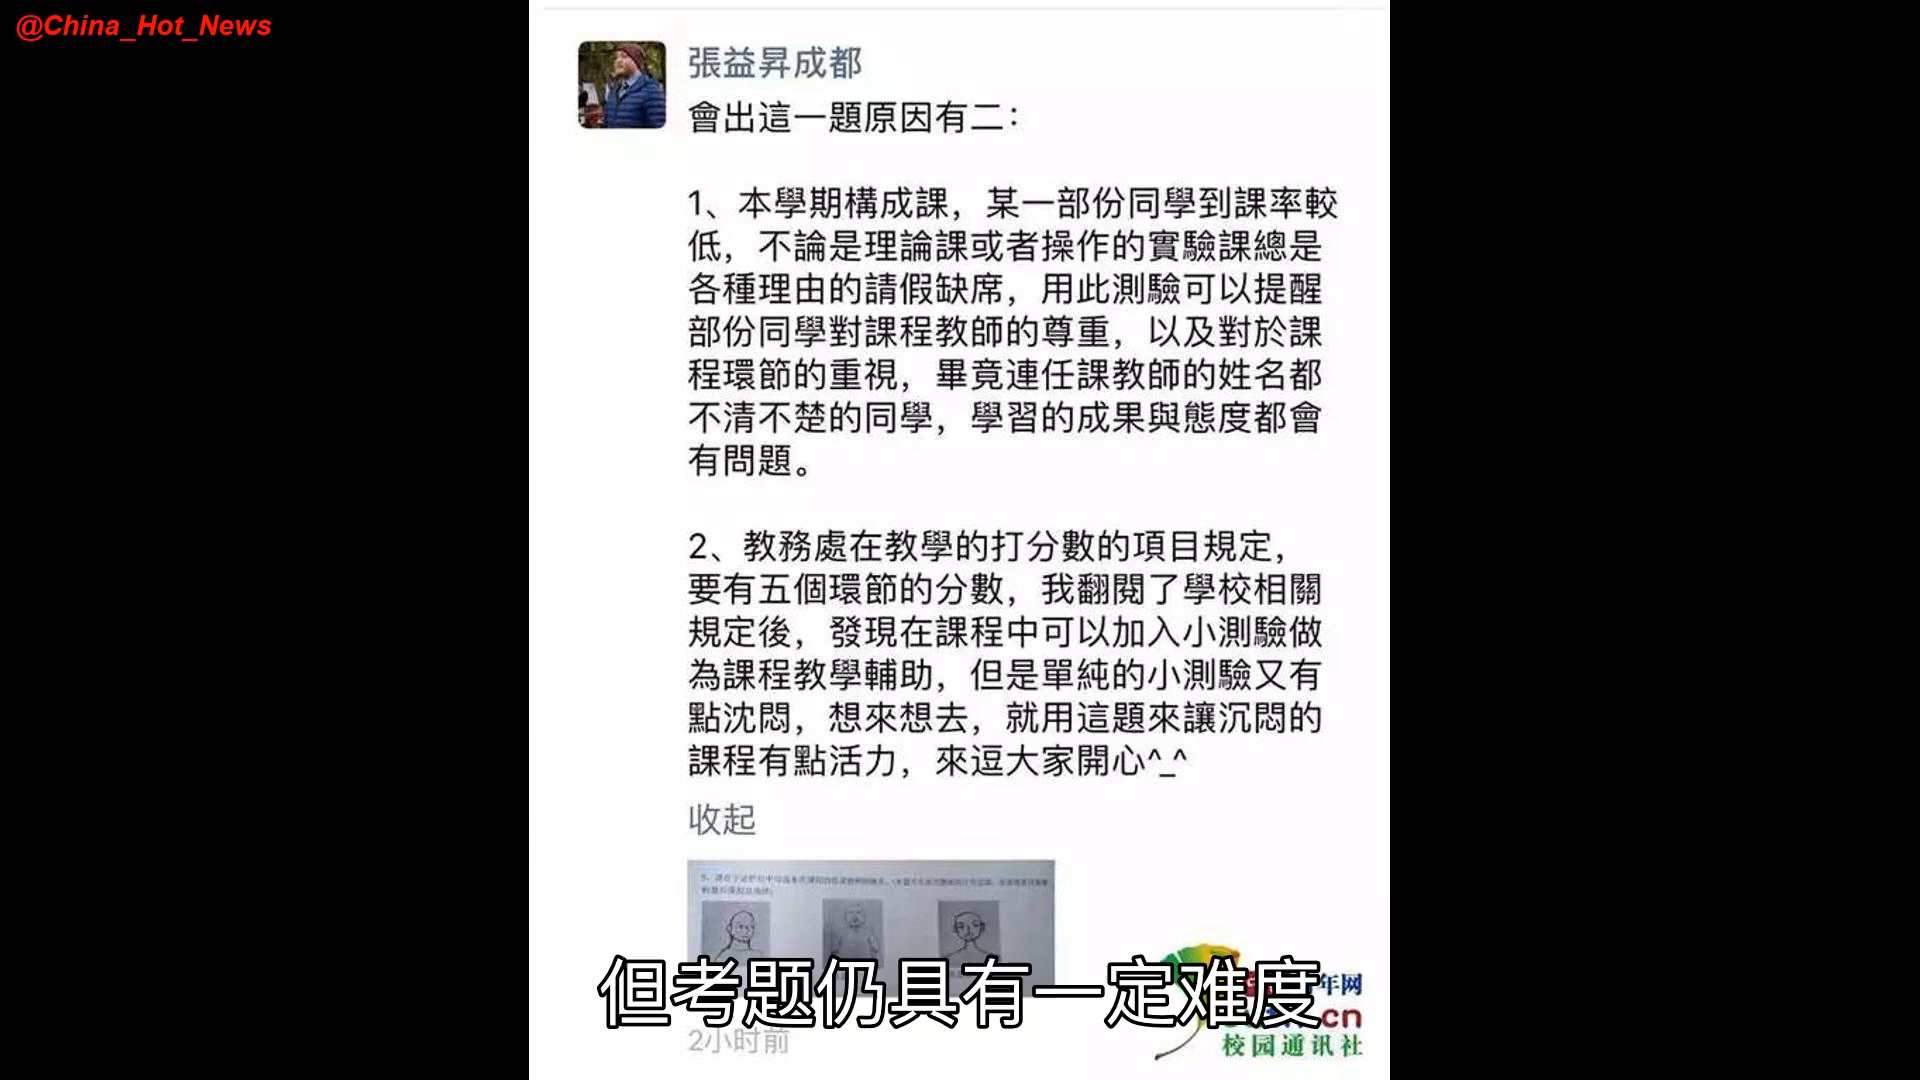 @China_Hot_News
張益昇成都
會出這一題原因有二：
1、本學期構成課，某一部份同學到課率較
低，不論是理論課或者操作的實驗課總是
各種理由的請假缺席，用此測驗可以提醒
部份同學對課程教師的尊重，以及對於課
程環節的重視，畢竟連任課教師的姓名都
不清不楚的同學，學習的成果與態度都會
有問題。
2、教務處在教學的打分數的項目規定，
要有五個環節的分數，我翻閱了學校相關
規定後，發現在課程中可以加入小測驗做
為課程教學輔助，但是單純的小測驗又有
點沈悶，想來想去，就用這題來讓沉悶的
課程有點活力，來逗大家開心^_^
收起
但考题仍具有一定难度
年网
cn
校园通讯社
2小时前